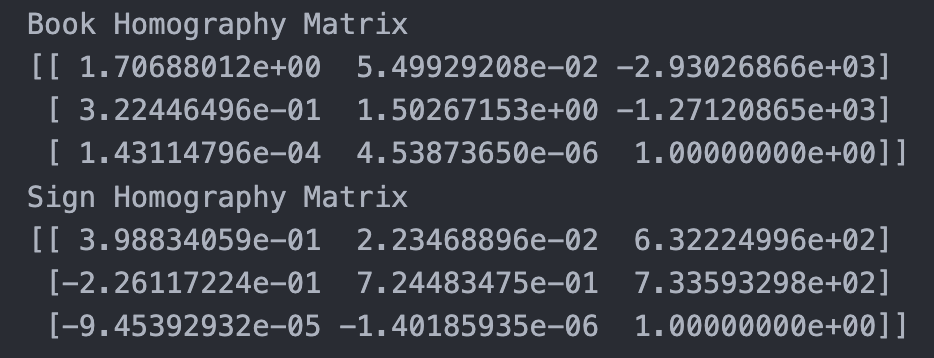 Book Homography Matrix
[[ 1.70688012e+00  5.49929208e-02 -2.93026866e+03]
 [ 3.22446496e-01  1.50267153e+00 -1.27120865e+03]
 [ 1.43114796e-04  4.53873650e-06  1.00000000e+00]]
Sign Homography Matrix
[[ 3.98834059e-01  2.23468896e-02  6.32224996e+02]
 [-2.26117224e-01  7.24483475e-01  7.33593298e+02]
 [-9.45392932e-05 -1.40185935e-06  1.00000000e+00]]